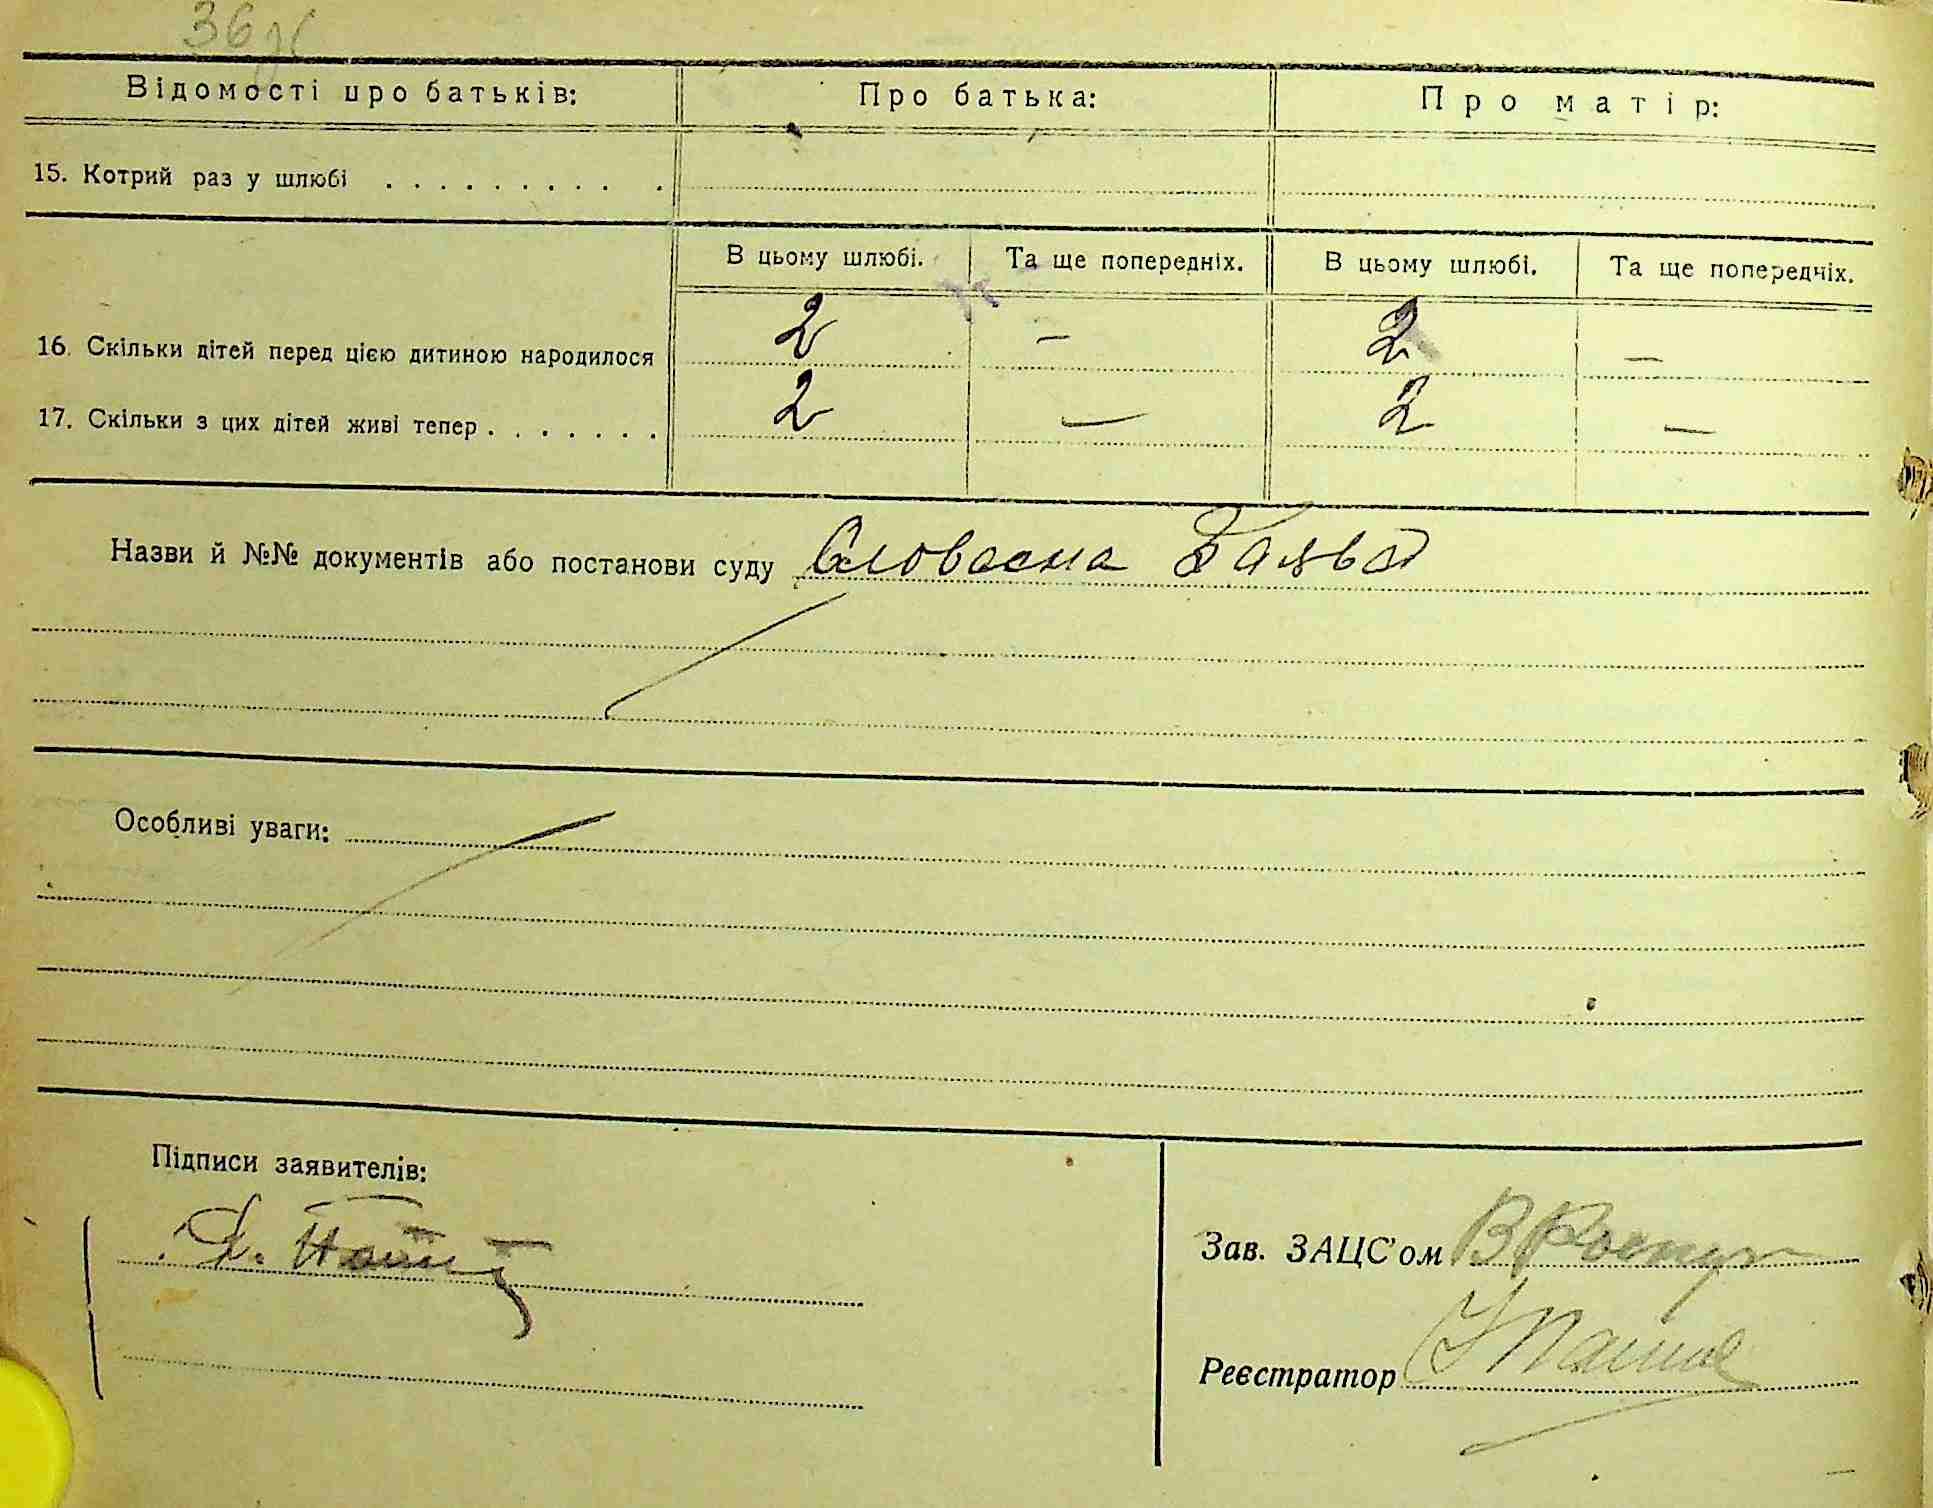 36
Відомості про батьків: Про батька: Про матір:
15. Котрий раз у шлюбі . . . . . . . . . .
В цьому шлюбі. Та ще попередніх. В цьому шлюбі. Та ще попередніх.
16. Скільки дітей перед цією дитиною народилося 2 — 2 —
17. Скільки з цих дітей живі тепер . . . . . . . 2 — 2 —
Назви й №№ документів або постанови суду Словесна Заява
Особливі уваги:
Підписи заявителів:
Зав. ЗАЦС'ом
Реєстратор